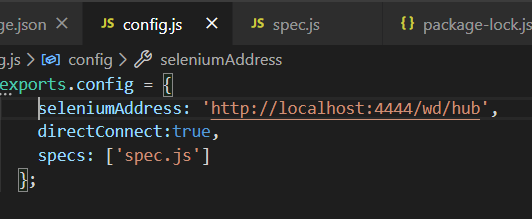 age.json
JS config.js
JS spec.js
{} package-lock.js
g.js > config > seleniumAddress
exports.config = {
seleniumAddress: 'http://localhost:4444/wd/hub',
directConnect:true,
specs: ['spec.js']
};